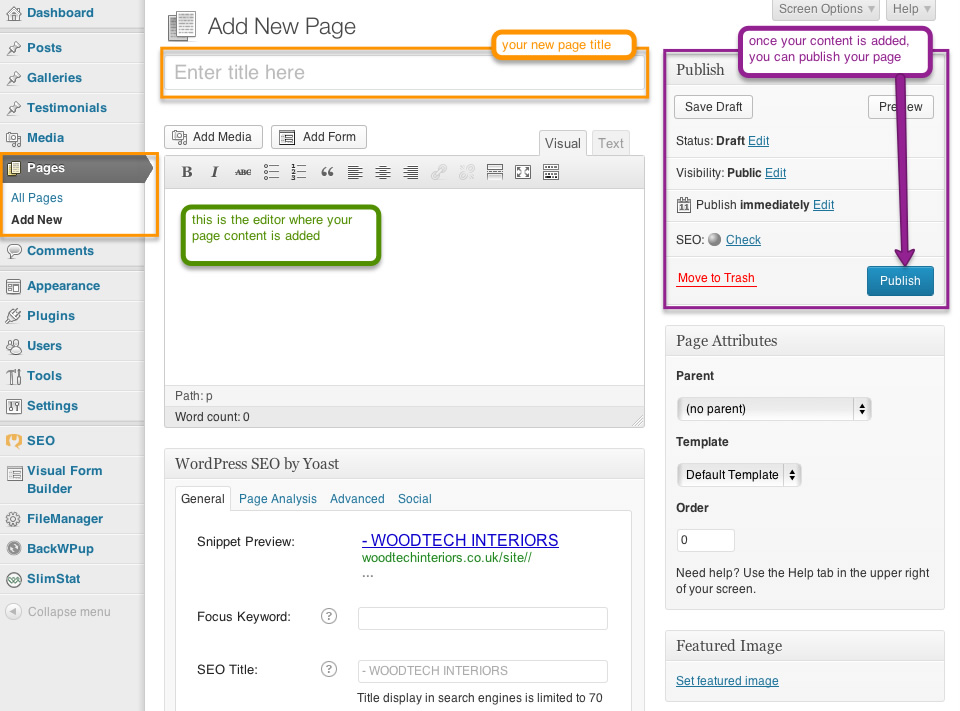 Dashboard
Posts
Galleries
Testimonials
Media
Pages
All Pages
Add New
Comments
Appearance
Plugins
Users
Tools
Settings
SEO
Visual Form
Builder
FileManager
BackWPup
SlimStat
Collapse menu
Screen Options
Help
Add New Page
your new page title
Enter title here
Add Media
Add Form
Visual
Text
B I ABC
this is the editor where your
page content is added
Path: p
Word count: 0
WordPress SEO by Yoast
General Page Analysis Advanced Social
Snippet Preview:
- WOODTECH INTERIORS
woodtechinteriors.co.uk/site//
...
Focus Keyword: ?
SEO Title: ? - WOODTECH INTERIORS
Title display in search engines is limited to 70
once your content is added,
you can publish your page
Publish
Save Draft
Status: Draft Edit
Visibility: Public Edit
11 Publish immediately Edit
SEO: Check
Move to Trash
Publish
Page Attributes
Parent
(no parent)
Template
Default Template
Order
0
Need help? Use the Help tab in the upper right
of your screen.
Featured Image
Set featured image